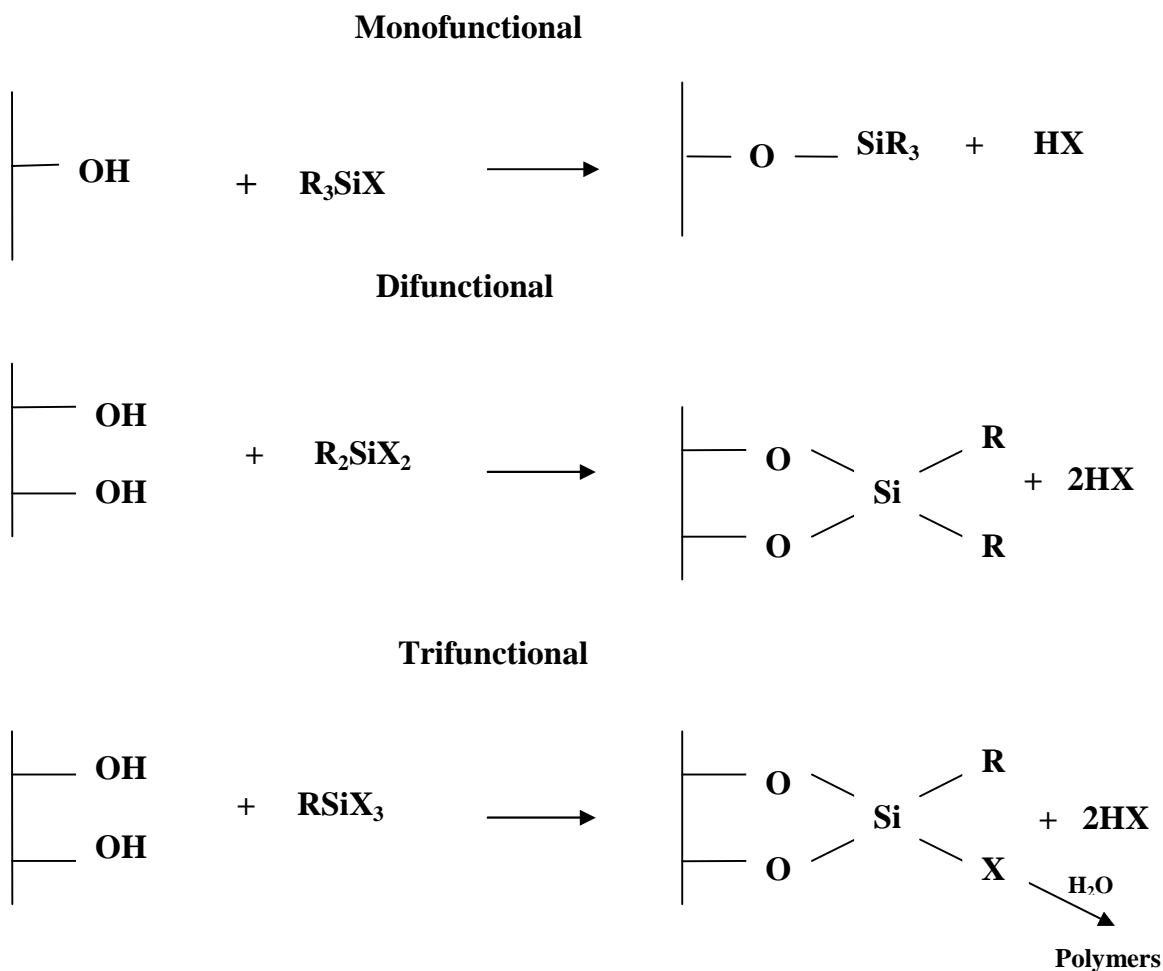 Monofunctional
OH + R₃SiX O SiR₃ + HX
Difunctional
OH
OH
+ R₂SiX₂
O
O
Si
R
R
+ 2HX
Trifunctional
OH
OH
+ RSiX₃
O
O
Si
R
X
+ 2HX
H₂O
Polymers